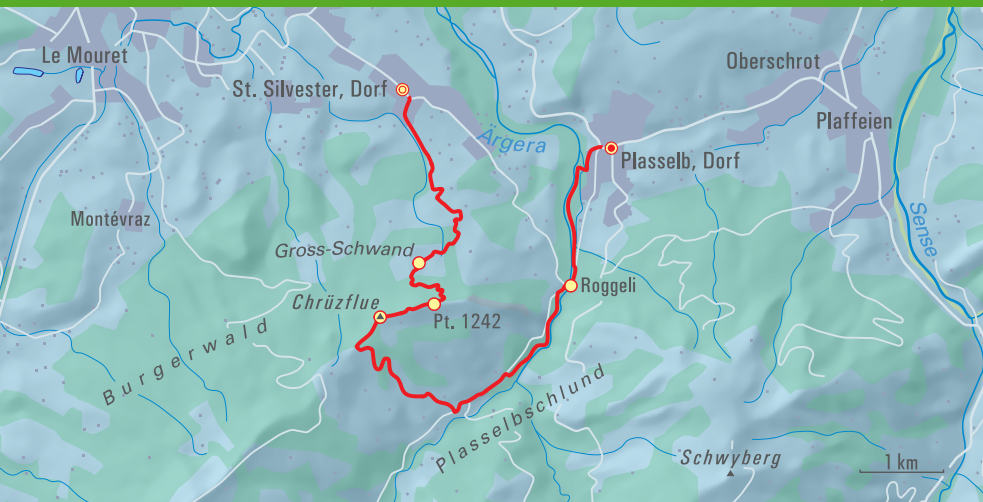 Le Mouret
Oberschrot
St. Silvester, Dorf
Plaffeien
Ärgera
Plasselb, Dorf
Montévraz
Sense
Gross-Schwand
Chrüzflue
Roggeli
Pt. 1242
Burgerwald
Plasselbschlund
Schwyberg
1 km